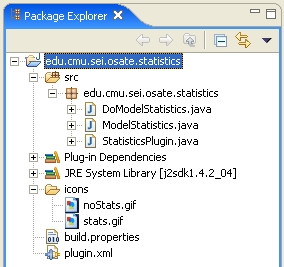 Package Explorer
edu.cmu.sei.osate.statistics
src
edu.cmu.sei.osate.statistics
DoModelStatistics.java
ModelStatistics.java
StatisticsPlugin.java
Plug-in Dependencies
JRE System Library [j2sdk1.4.2_04]
icons
noStats.gif
stats.gif
build.properties
plugin.xml